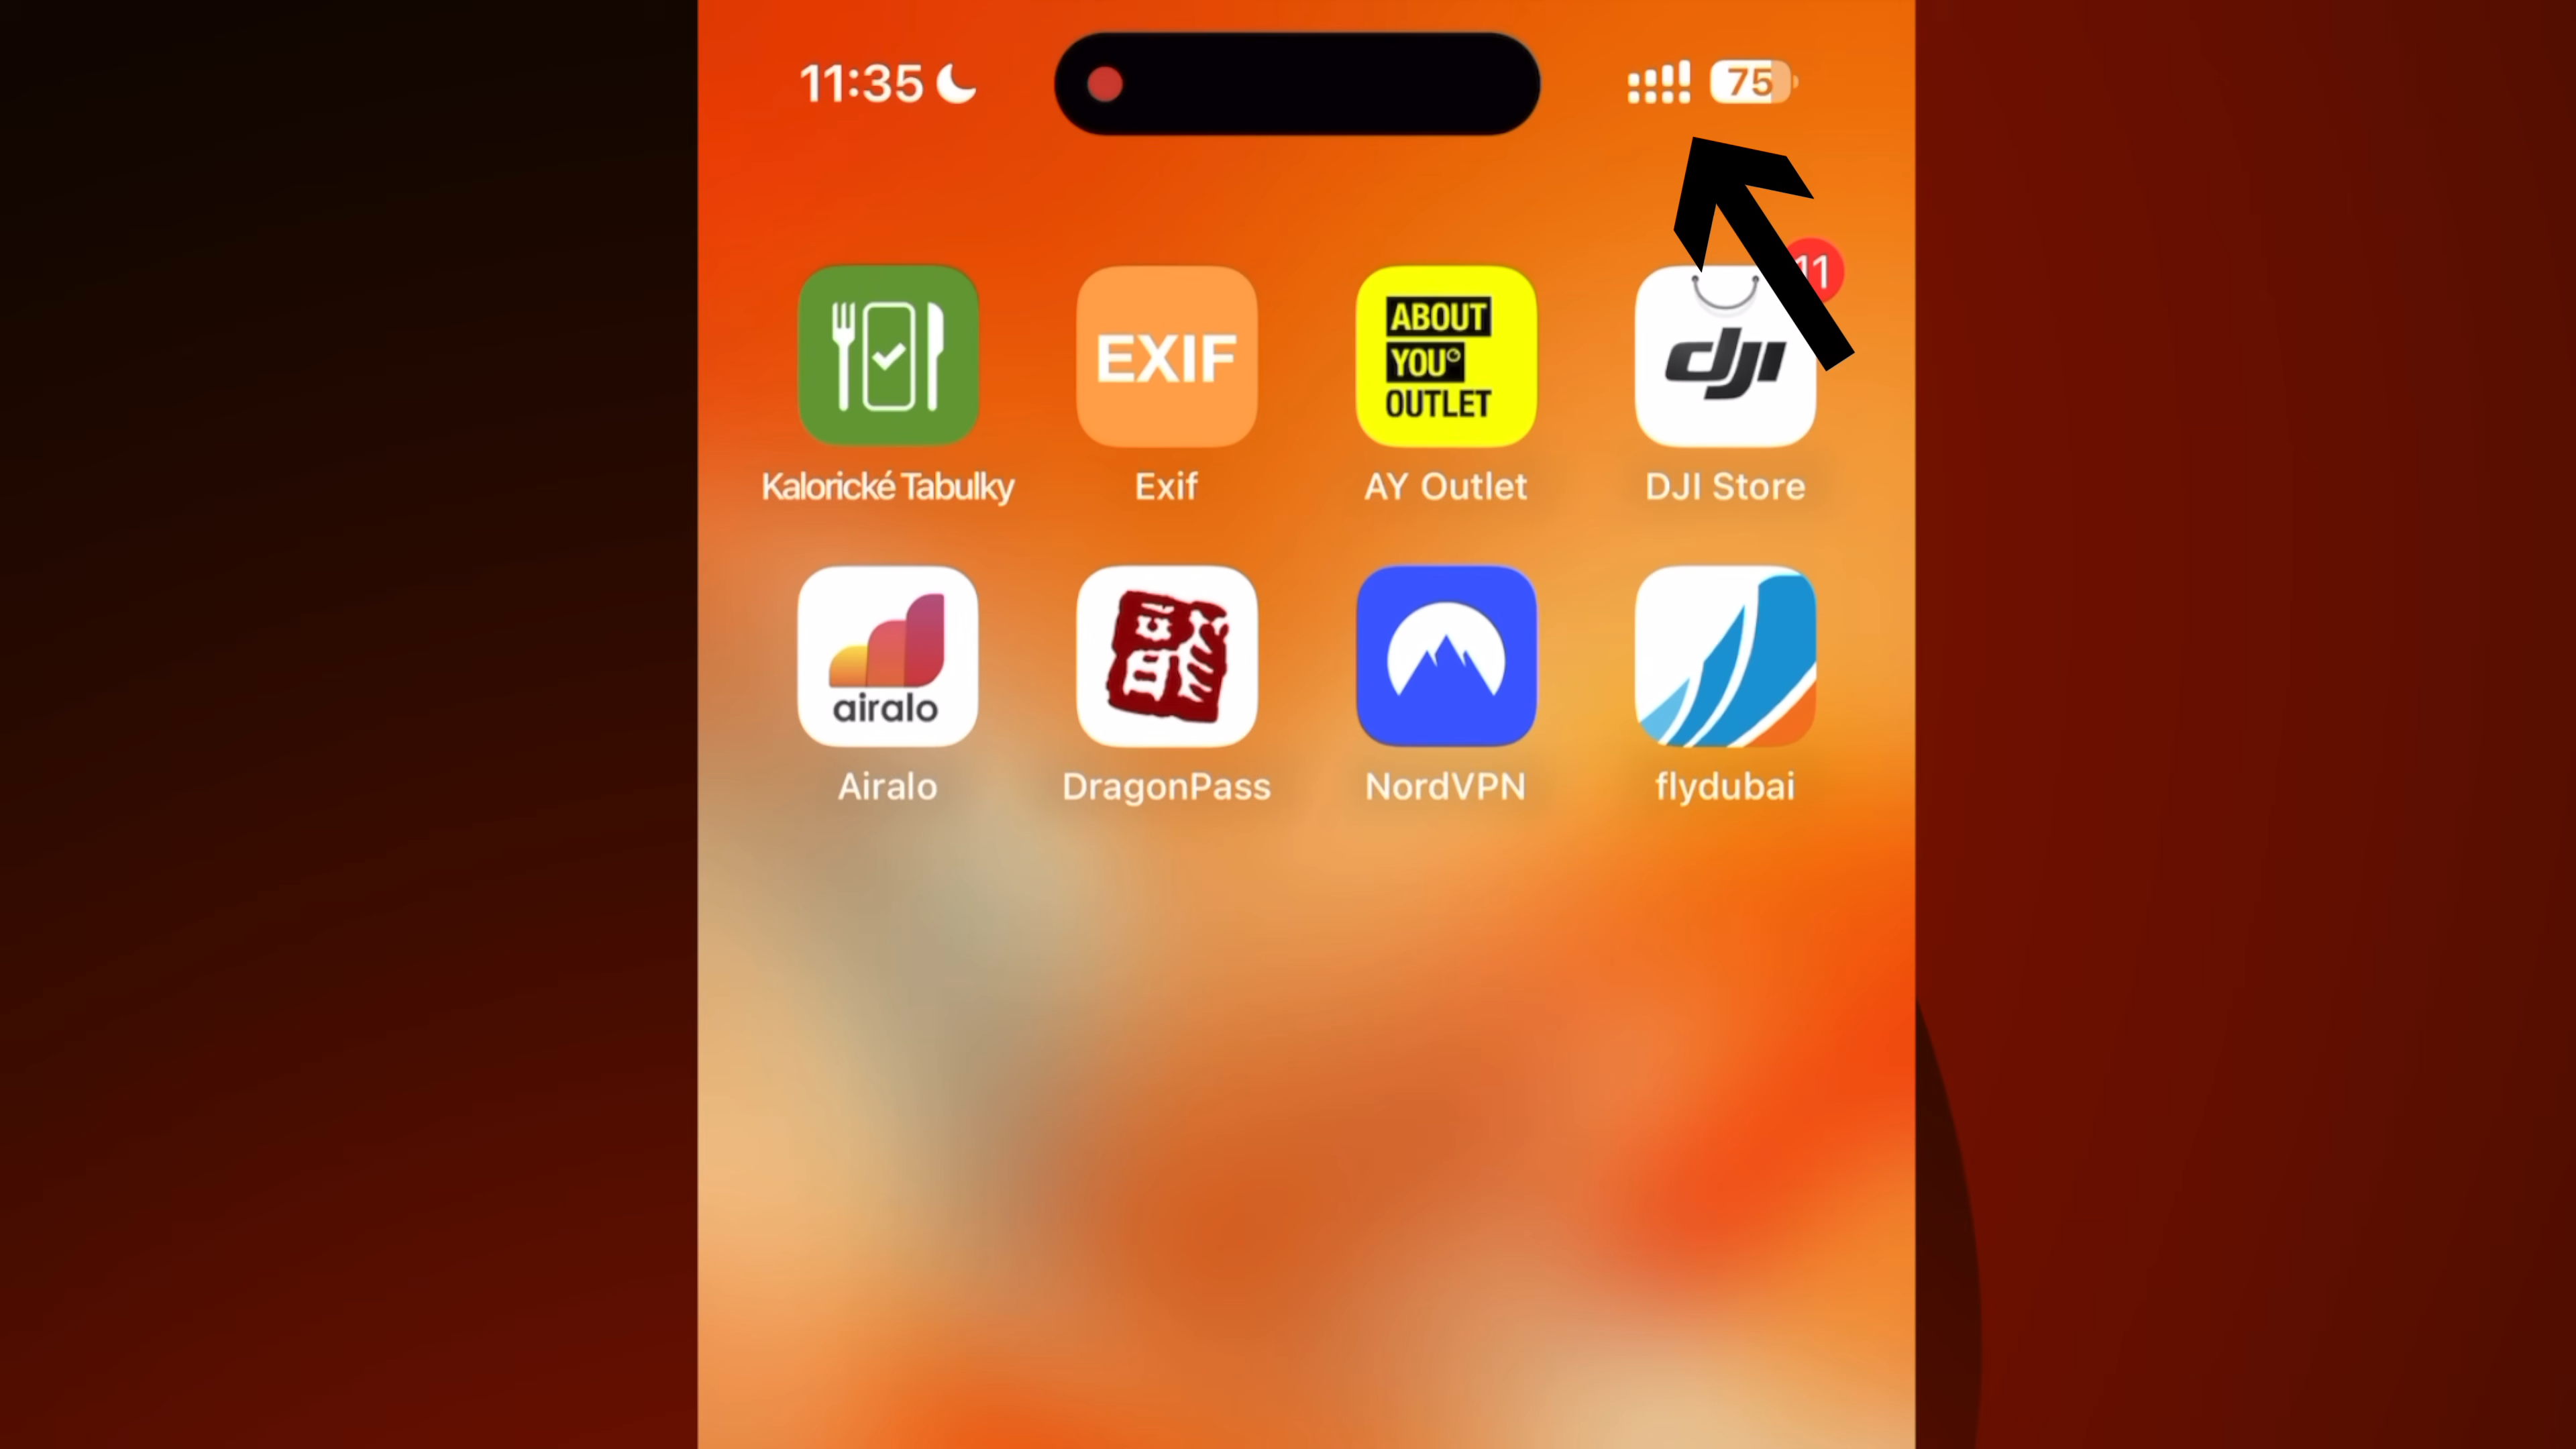 11:35
75
11
EXIF
ABOUT
YOU°
OUTLET
dji
Kalorické Tabulky
Exif
AY Outlet
DJI Store
airalo
Airalo
DragonPass
NordVPN
flydubai